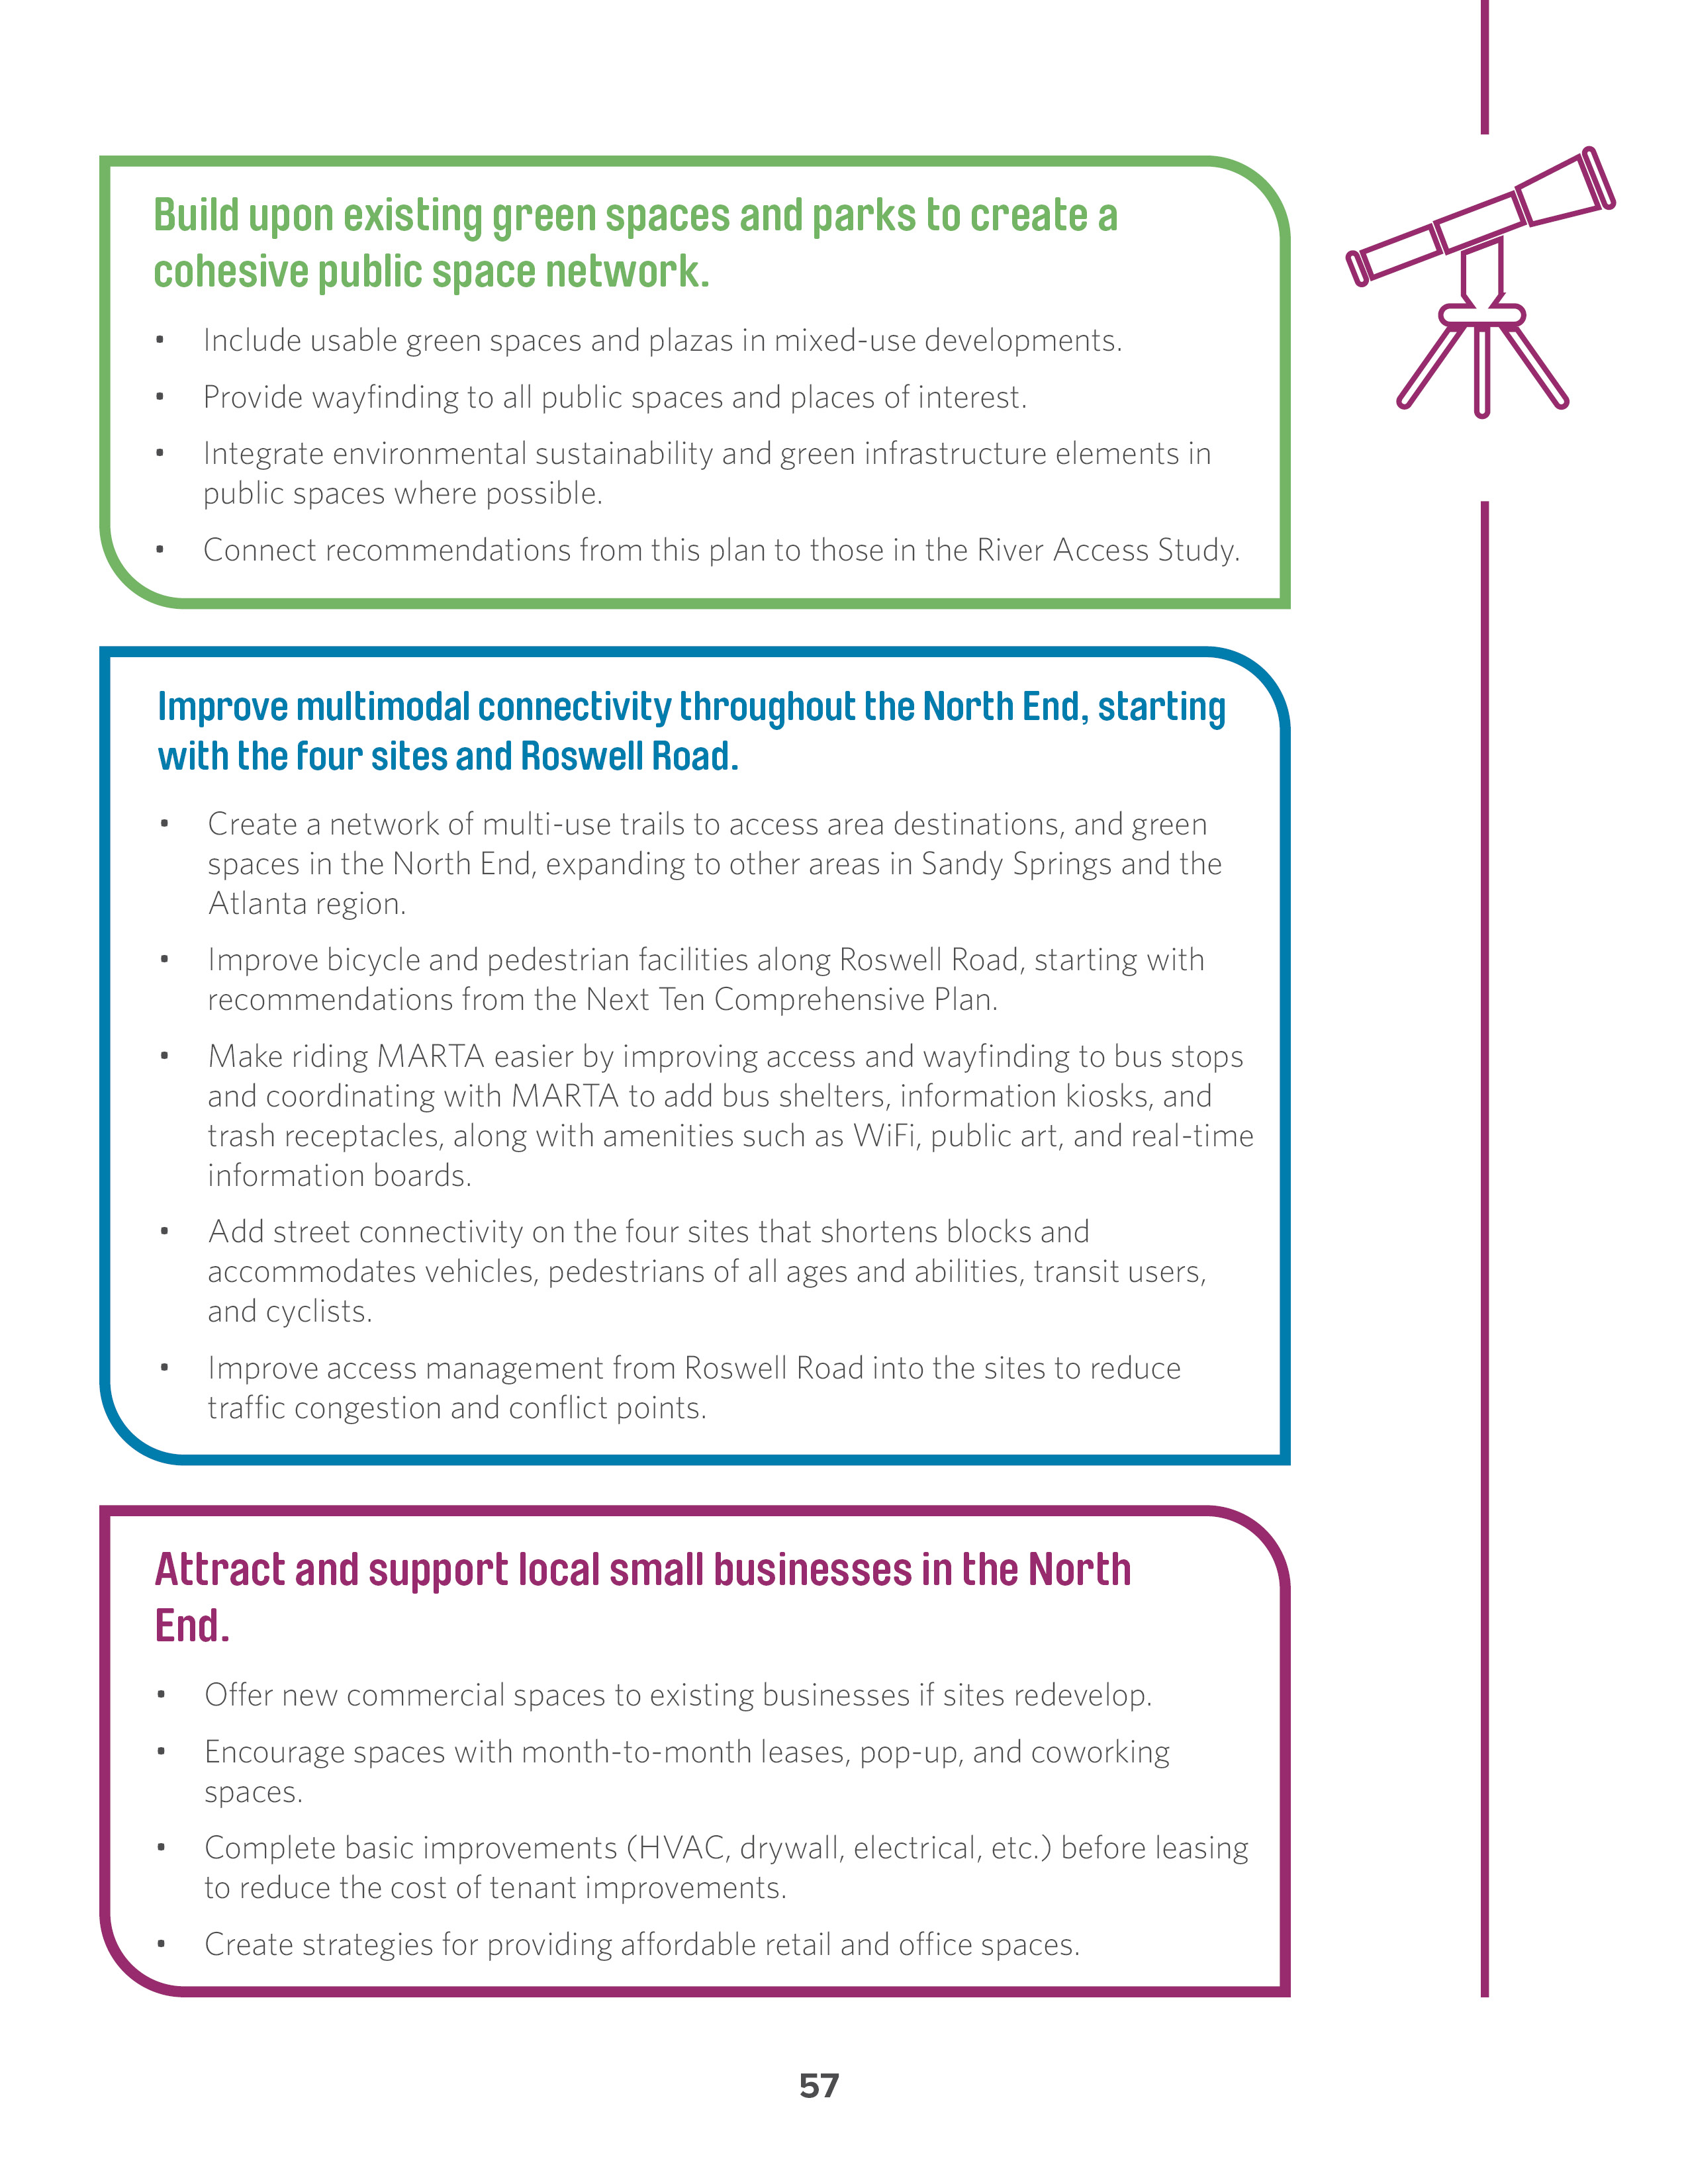 Build upon existing green spaces and parks to create a
cohesive public space network.
• Include usable green spaces and plazas in mixed-use developments.
• Provide wayfinding to all public spaces and places of interest.
• Integrate environmental sustainability and green infrastructure elements in
public spaces where possible.
• Connect recommendations from this plan to those in the River Access Study.
Improve multimodal connectivity throughout the North End, starting
with the four sites and Roswell Road.
• Create a network of multi-use trails to access area destinations, and green
spaces in the North End, expanding to other areas in Sandy Springs and the
Atlanta region.
• Improve bicycle and pedestrian facilities along Roswell Road, starting with
recommendations from the Next Ten Comprehensive Plan.
• Make riding MARTA easier by improving access and wayfinding to bus stops
and coordinating with MARTA to add bus shelters, information kiosks, and
trash receptacles, along with amenities such as WiFi, public art, and real-time
information boards.
• Add street connectivity on the four sites that shortens blocks and
accommodates vehicles, pedestrians of all ages and abilities, transit users,
and cyclists.
• Improve access management from Roswell Road into the sites to reduce
traffic congestion and conflict points.
Attract and support local small businesses in the North
End.
• Offer new commercial spaces to existing businesses if sites redevelop.
• Encourage spaces with month-to-month leases, pop-up, and coworking
spaces.
• Complete basic improvements (HVAC, drywall, electrical, etc.) before leasing
to reduce the cost of tenant improvements.
• Create strategies for providing affordable retail and office spaces.
57